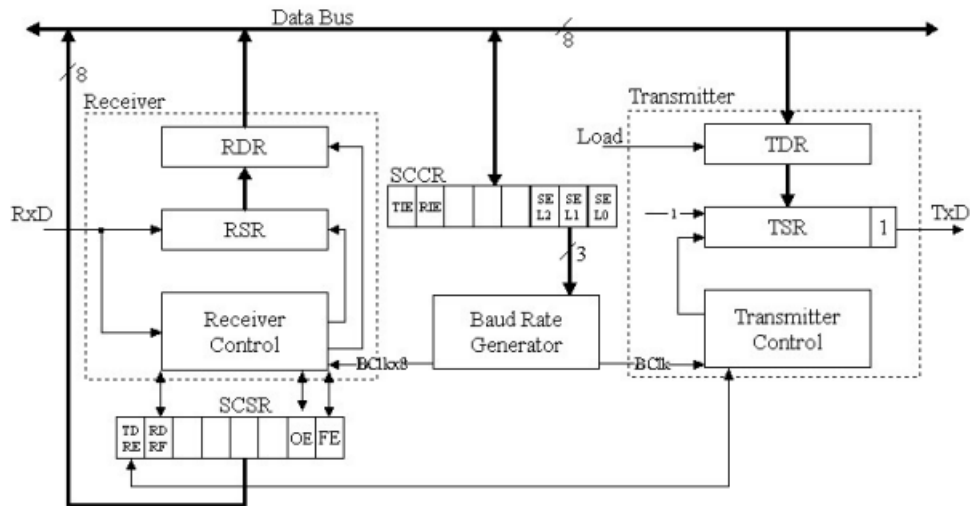 Data Bus
8
8
Receiver
Transmitter
RDR
Load
TDR
SCCR
TIE
RIE
SE
L2
SE
L1
SE
L0
RxD
RSR
1
TSR
1
TxD
3
Receiver
Control
Baud Rate
Generator
Transmitter
Control
BClkx8
BClk
SCSR
TD
RE
RD
RF
OE
FE